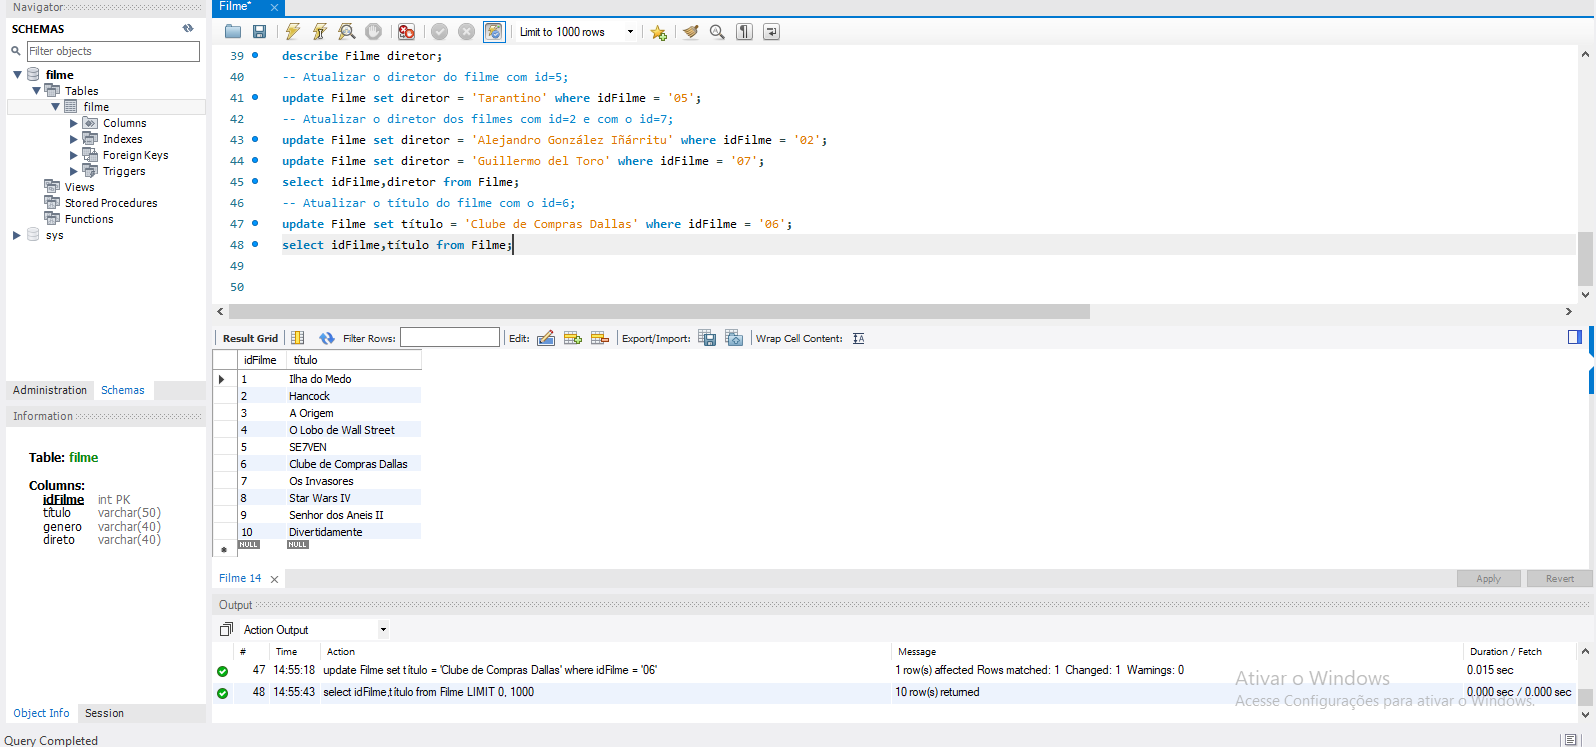 Navigator
SCHEMAS
Filter objects
filme
Tables
filme
Columns
Indexes
Foreign Keys
Triggers
Views
Stored Procedures
Functions
sys
Administration Schemas
Information
Table: filme
Columns:
idFilme int PK
título varchar(50)
genero varchar(40)
direto varchar(40)
Object Info Session
Query Completed
Filme*
Limit to 1000 rows
39 describe Filme diretor;
40 -- Atualizar o diretor do filme com id=5;
41 update Filme set diretor = 'Tarantino' where idFilme = '05';
42 -- Atualizar o diretor dos filmes com id=2 e com o id=7;
43 update Filme set diretor = 'Alejandro González Iñárritu' where idFilme = '02';
44 update Filme set diretor = 'Guillermo del Toro' where idFilme = '07';
45 select idFilme,diretor from Filme;
46 -- Atualizar o título do filme com o id=6;
47 update Filme set título = 'Clube de Compras Dallas' where idFilme = '06';
48 select idFilme,título from Filme;
49
50
Result Grid Filter Rows: Edit: Export/Import: Wrap Cell Content:
idFilme título
1 Ilha do Medo
2 Hancock
3 A Origem
4 O Lobo de Wall Street
5 SE7VEN
6 Clube de Compras Dallas
7 Os Invasores
8 Star Wars IV
9 Senhor dos Aneis II
10 Divertidamente
NULL NULL
Filme 14
Apply Revert
Output
Action Output
# Time Action Message Duration / Fetch
47 14:55:18 update Filme set título = 'Clube de Compras Dallas' where idFilme = '06' 1 row(s) affected Rows matched: 1 Changed: 1 Warnings: 0 0.015 sec
48 14:55:43 select idFilme,título from Filme LIMIT 0, 1000 10 row(s) returned 0.000 sec / 0.000 sec
Ativar o Windows
Acesse Configurações para ativar o Windows.